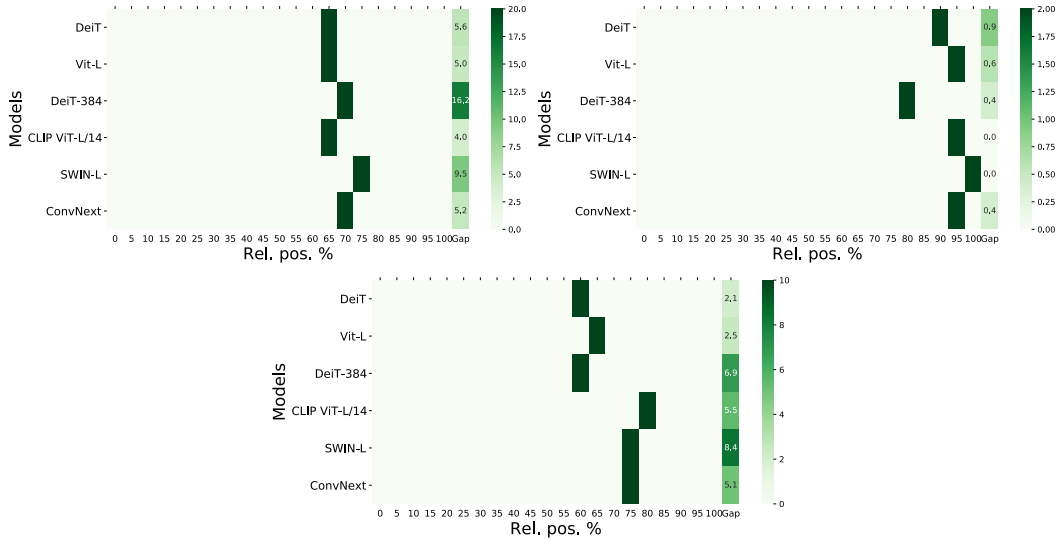 DeiT
Vit-L
DeiT-384
CLIP ViT-L/14
SWIN-L
ConvNext
Models
0 5 10 15 20 25 30 35 40 45 50 55 60 65 70 75 80 85 90 95 100 Gap
Rel. pos. %
5,6
5,0
16,2
4,0
9,5
5,2
20.0
17.5
15.0
12.5
10.0
7.5
5.0
2.5
0.0
DeiT
Vit-L
DeiT-384
CLIP ViT-L/14
SWIN-L
ConvNext
Models
0 5 10 15 20 25 30 35 40 45 50 55 60 65 70 75 80 85 90 95 100 Gap
Rel. pos. %
0,9
0,6
0,4
0,0
0,0
0,4
2.00
1.75
1.50
1.25
1.00
0.75
0.50
0.25
0.00
DeiT
Vit-L
DeiT-384
CLIP ViT-L/14
SWIN-L
ConvNext
Models
0 5 10 15 20 25 30 35 40 45 50 55 60 65 70 75 80 85 90 95 100 Gap
Rel. pos. %
2,1
2,5
6,9
5,5
8,4
5,1
10
8
6
4
2
0